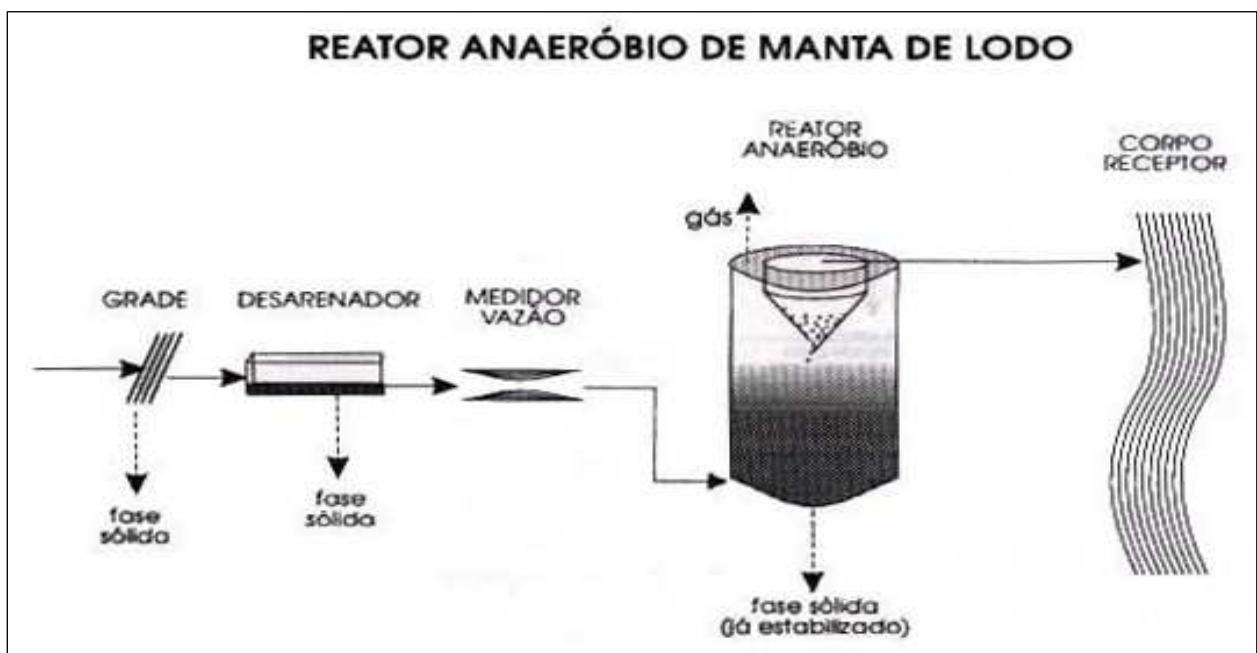 REATOR ANAERÓBIO DE MANTA DE LODO
REATOR
ANAERÓBIO
CORPO
RECEPTOR
gás
GRADE
DESARENADOR
MEDIDOR
VAZÃO
fase
sólida
fase
sólida
fase sólida
(já estabilizado)